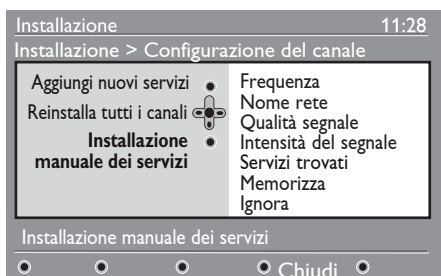 Installazione 11:28
Installazione > Configurazione del canale
Aggiungi nuovi servizi
Reinstalla tutti i canali
Installazione
manuale dei servizi
Frequenza
Nome rete
Qualità segnale
Intensità del segnale
Servizi trovati
Memorizza
Ignora
Installazione manuale dei servizi
Chiudi